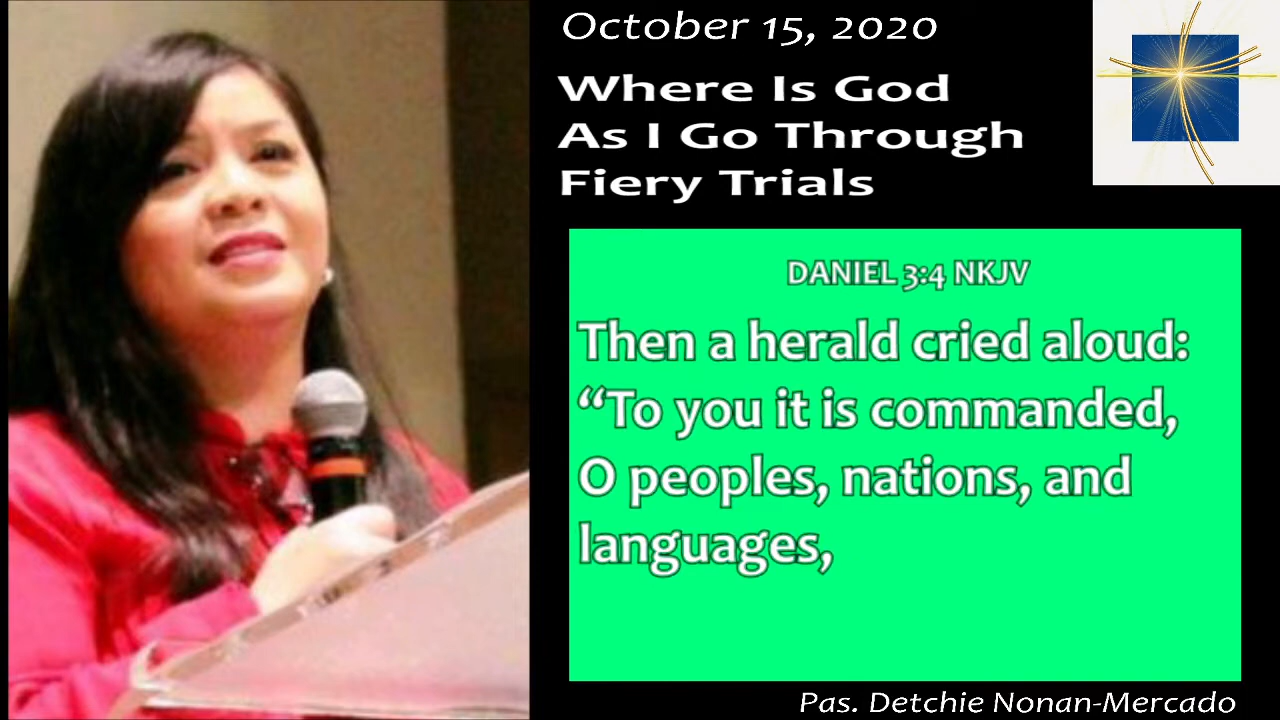 October 15, 2020
Where Is God
As I Go Through
Fiery Trials
DANIEL 3:4 NKJV
Then a herald cried aloud:
“To you it is commanded,
O peoples, nations, and
languages,
Pas. Detchie Nonan-Mercado